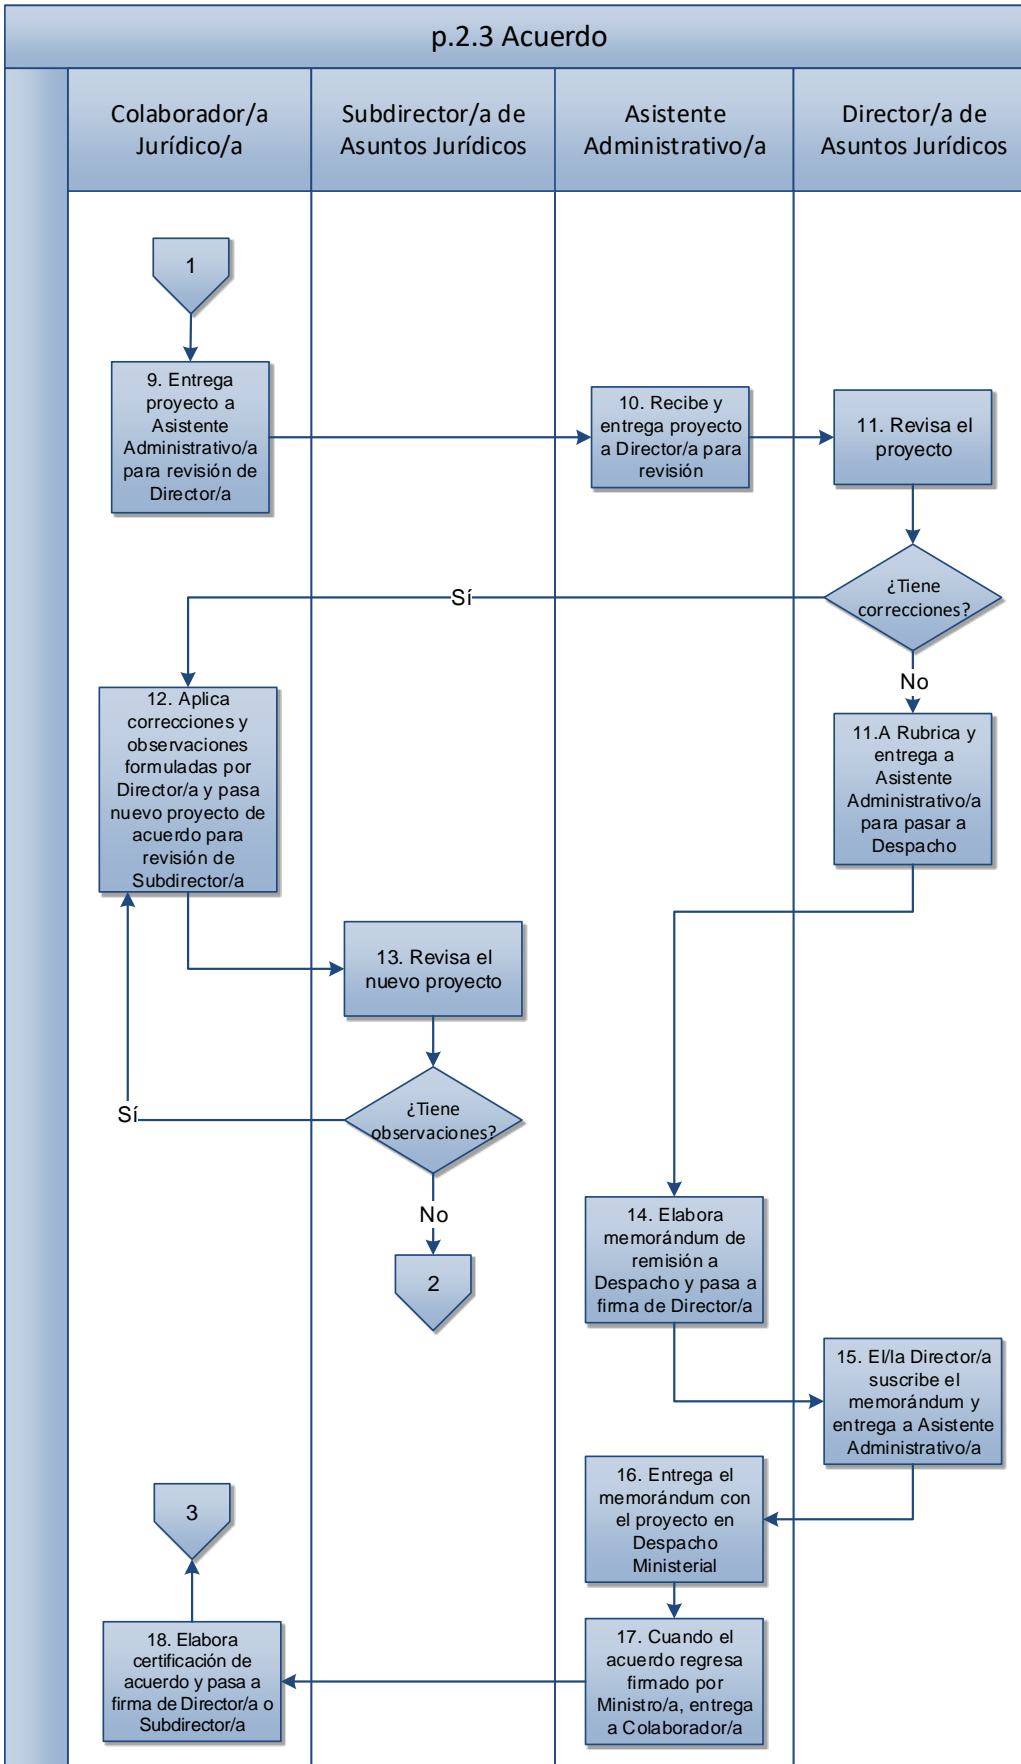 p.2.3 Acuerdo
Colaborador/a
Jurídico/a
Subdirector/a de
Asuntos Jurídicos
Asistente
Administrativo/a
Director/a de
Asuntos Jurídicos
1
9. Entrega
proyecto a
Asistente
Administrativo/a
para revisión de
Director/a
10. Recibe y
entrega proyecto
a Director/a para
revisión
11. Revisa el
proyecto
¿Tiene
correcciones?
Sí
No
12. Aplica
correcciones y
observaciones
formuladas por
Director/a y pasa
nuevo proyecto de
acuerdo para
revisión de
Subdirector/a
11.A Rubrica y
entrega a
Asistente
Administrativo/a
para pasar a
Despacho
13. Revisa el
nuevo proyecto
¿Tiene
observaciones?
Sí
No
2
14. Elabora
memorándum de
remisión a
Despacho y pasa a
firma de Director/a
15. El/la Director/a
suscribe el
memorándum y
entrega a Asistente
Administrativo/a
16. Entrega el
memorándum con
el proyecto en
Despacho
Ministerial
3
17. Cuando el
acuerdo regresa
firmado por
Ministro/a, entrega
a Colaborador/a
18. Elabora
certificación de
acuerdo y pasa a
firma de Director/a o
Subdirector/a